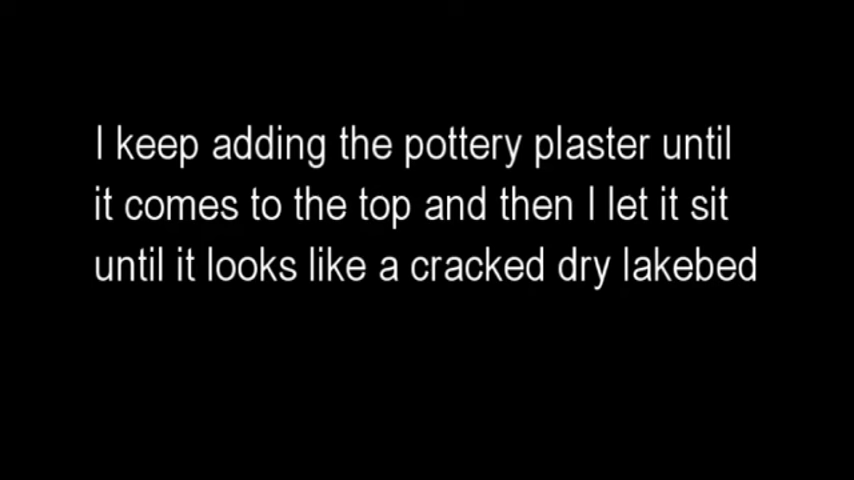 I keep adding the pottery plaster until
it comes to the top and then I let it sit
until it looks like a cracked dry lakebed